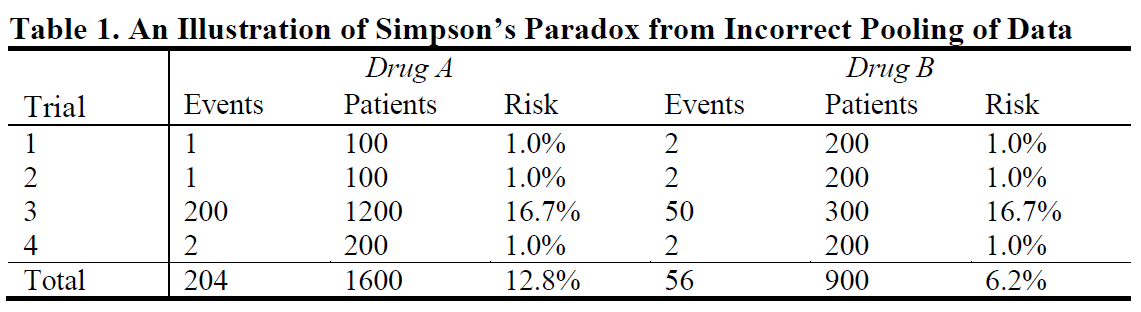 Table 1. An Illustration of Simpson’s Paradox from Incorrect Pooling of Data
Drug A Drug B
Trial Events Patients Risk Events Patients Risk
1 1 100 1.0% 2 200 1.0%
2 1 100 1.0% 2 200 1.0%
3 200 1200 16.7% 50 300 16.7%
4 2 200 1.0% 2 200 1.0%
Total 204 1600 12.8% 56 900 6.2%